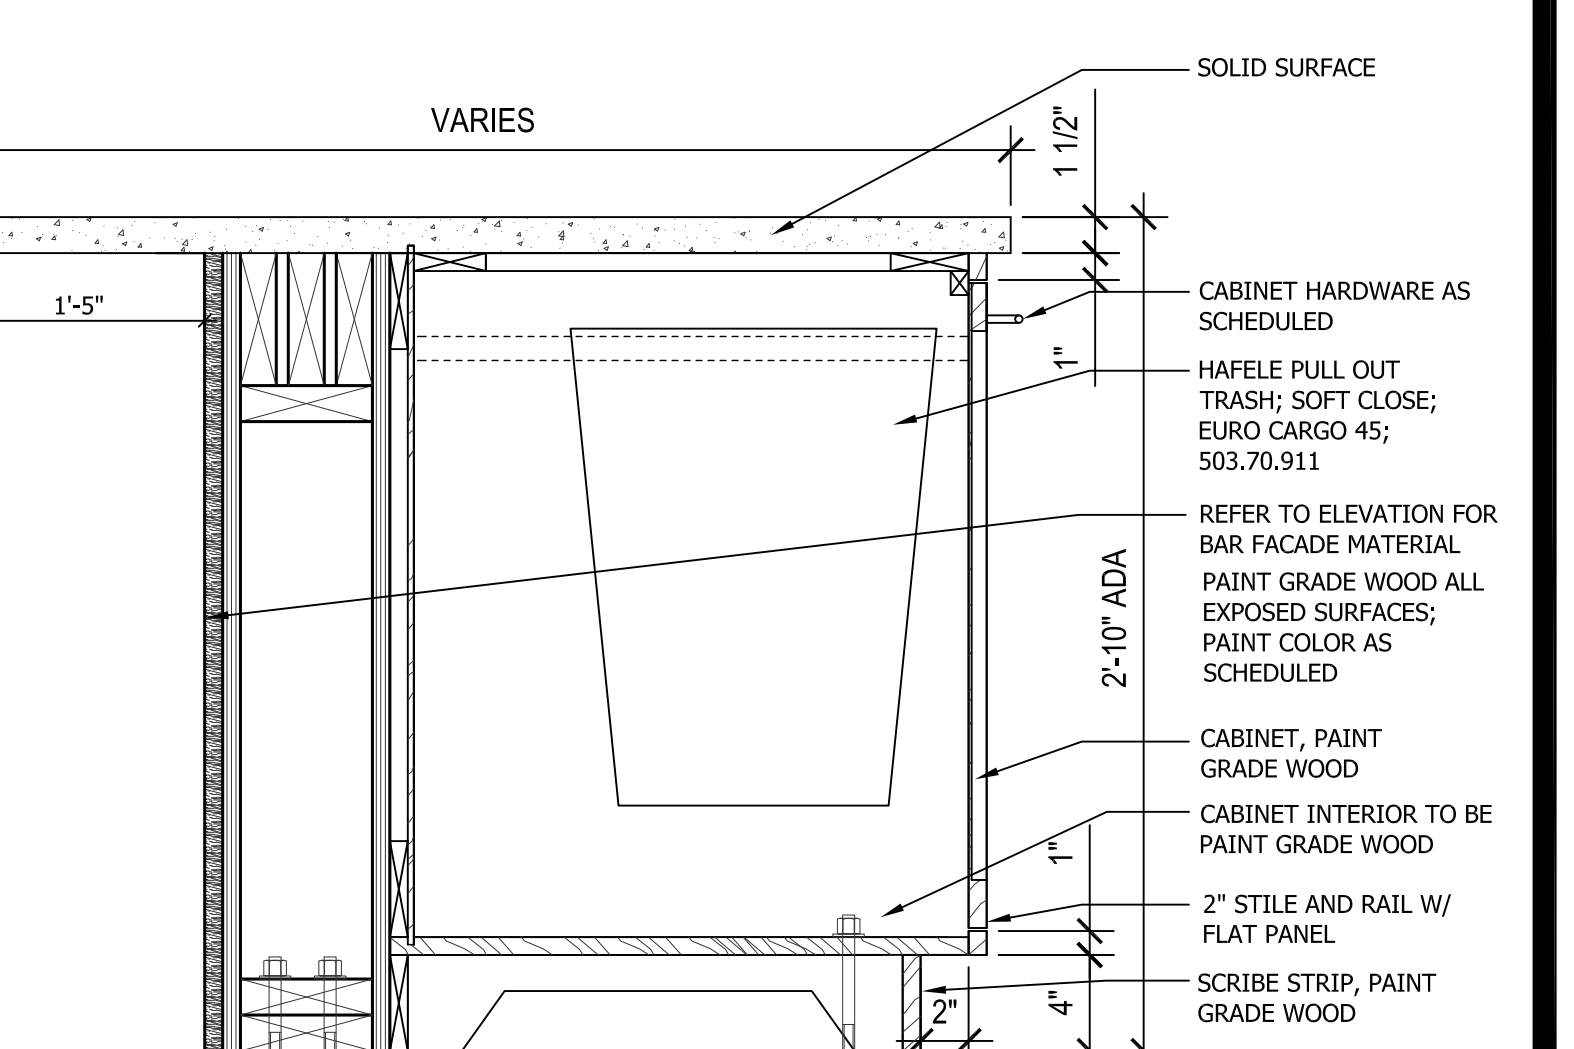 SOLID SURFACE
VARIES
1 1/2"
1'-5"
CABINET HARDWARE AS
SCHEDULED
1"
HAFELE PULL OUT
TRASH; SOFT CLOSE;
EURO CARGO 45;
503.70.911
REFER TO ELEVATION FOR
BAR FACADE MATERIAL
PAINT GRADE WOOD ALL
EXPOSED SURFACES;
PAINT COLOR AS
SCHEDULED
2'-10" ADA
CABINET, PAINT
GRADE WOOD
CABINET INTERIOR TO BE
PAINT GRADE WOOD
1"
2" STILE AND RAIL W/
FLAT PANEL
SCRIBE STRIP, PAINT
GRADE WOOD
2"
4"